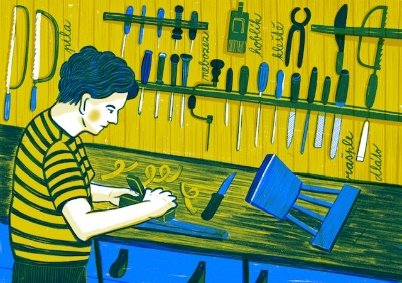 pila
nebozez
hoblík
kleště
rašple
dláto